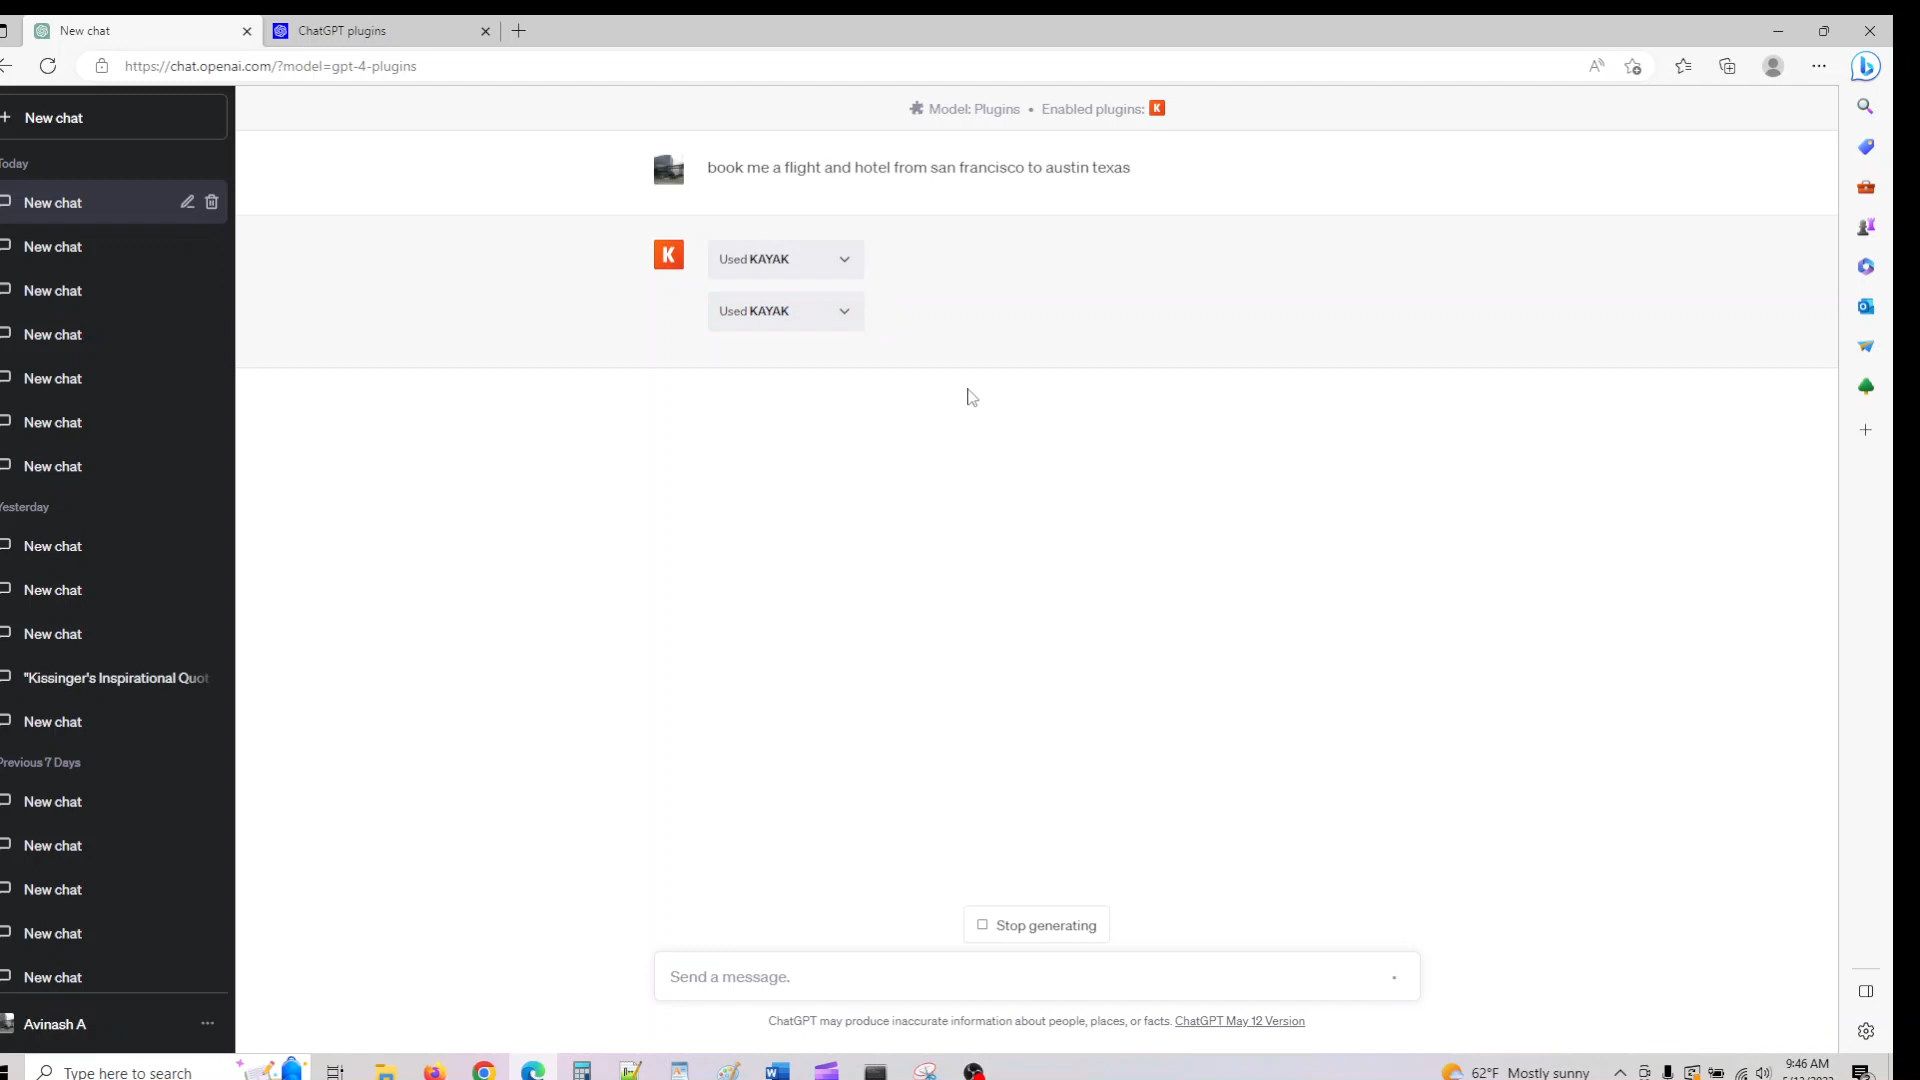 New chat
ChatGPT plugins
https://chat.openai.com/?model=gpt-4-plugins
New chat
Model: Plugins • Enabled plugins: K
Today
book me a flight and hotel from san francisco to austin texas
New chat
K
Used KAYAK
Used KAYAK
New chat
New chat
New chat
New chat
New chat
New chat
Yesterday
New chat
New chat
New chat
"Kissinger's Inspirational Quot
New chat
Previous 7 Days
New chat
New chat
New chat
New chat
New chat
Avinash A
Stop generating
Send a message.
ChatGPT may produce inaccurate information about people, places, or facts. ChatGPT May 12 Version
Type here to search
62°F Mostly sunny
9:46 AM